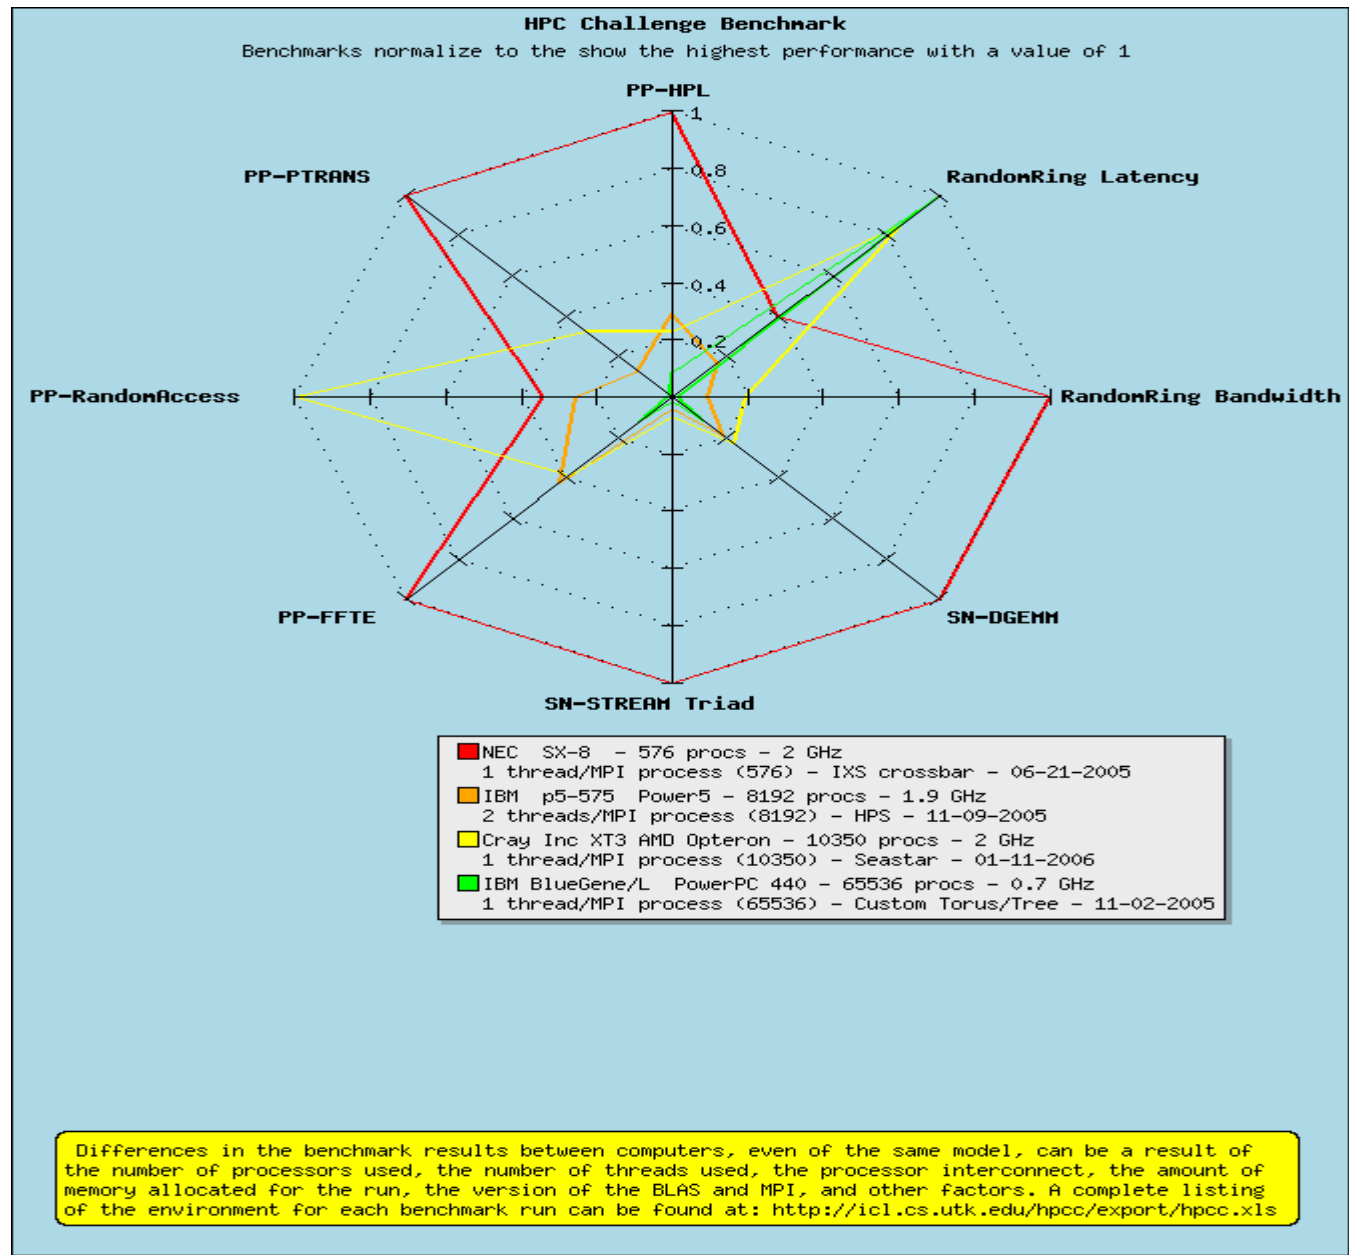 HPC Challenge Benchmark
Benchmarks normalize to the show the highest performance with a value of 1
PP-HPL
1
PP-PTRANS
RandomRing Latency
0.8
0.6
0.4
0.2
PP-RandomAccess
RandomRing Bandwidth
PP-FFTE
SN-DGEMM
SN-STREAM Triad
NEC SX-8 - 576 procs - 2 GHz
1 thread/MPI process (576) - IXS crossbar - 06-21-2005
IBM p5-575 Power5 - 8192 procs - 1.9 GHz
2 threads/MPI process (8192) - HPS - 11-09-2005
Cray Inc XT3 AMD Opteron - 10350 procs - 2 GHz
1 thread/MPI process (10350) - Seastar - 01-11-2006
IBM BlueGene/L PowerPC 440 - 65536 procs - 0.7 GHz
1 thread/MPI process (65536) - Custom Torus/Tree - 11-02-2005
Differences in the benchmark results between computers, even of the same model, can be a result of
the number of processors used, the number of threads used, the processor interconnect, the amount of
memory allocated for the run, the version of the BLAS and MPI, and other factors. A complete listing
of the environment for each benchmark run can be found at: http://icl.cs.utk.edu/hpcc/export/hpcc.xls